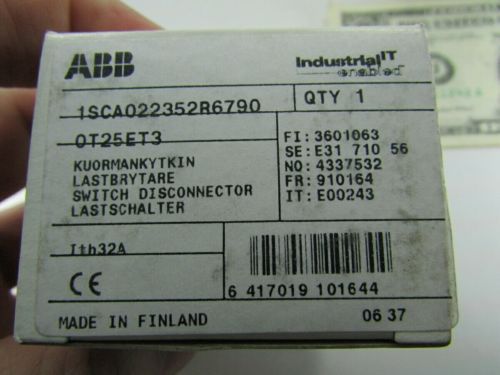 ABB
IndustrialIT
enabled
1SCA022352R6790
QTY 1
OT25ET3
KUORMANKYTKIN
LASTBRYTARE
SWITCH DISCONNECTOR
LASTSCHALTER
FI: 3601063
SE: E31 710 56
NO: 4337532
FR: 910164
IT: E00243
Ith32A
CE
6 417019 101644
MADE IN FINLAND
06 37